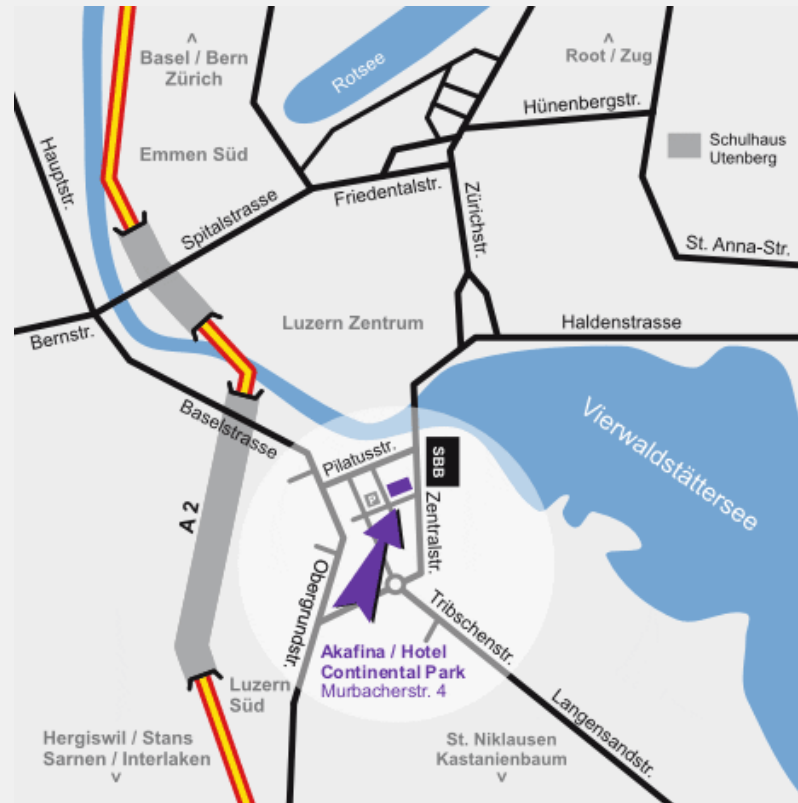 Basel / Bern
Zürich
Rotsee
Root / Zug
Hünenbergstr.
Hauptstr.
Emmen Süd
Schulhaus
Utenberg
Spitalstrasse
Friedentalstr.
Zürichstr.
St. Anna-Str.
Bernstr.
Luzern Zentrum
Haldenstrasse
Baselstrasse
Vierwaldstättersee
Pilatusstr.
SBB
P
Zentralstr.
A 2
Obergrundstr.
Tribschenstr.
Akafina / Hotel
Continental Park
Murbacherstr. 4
Luzern
Süd
Langensandstr.
Hergiswil / Stans
Sarnen / Interlaken
St. Niklausen
Kastanienbaum